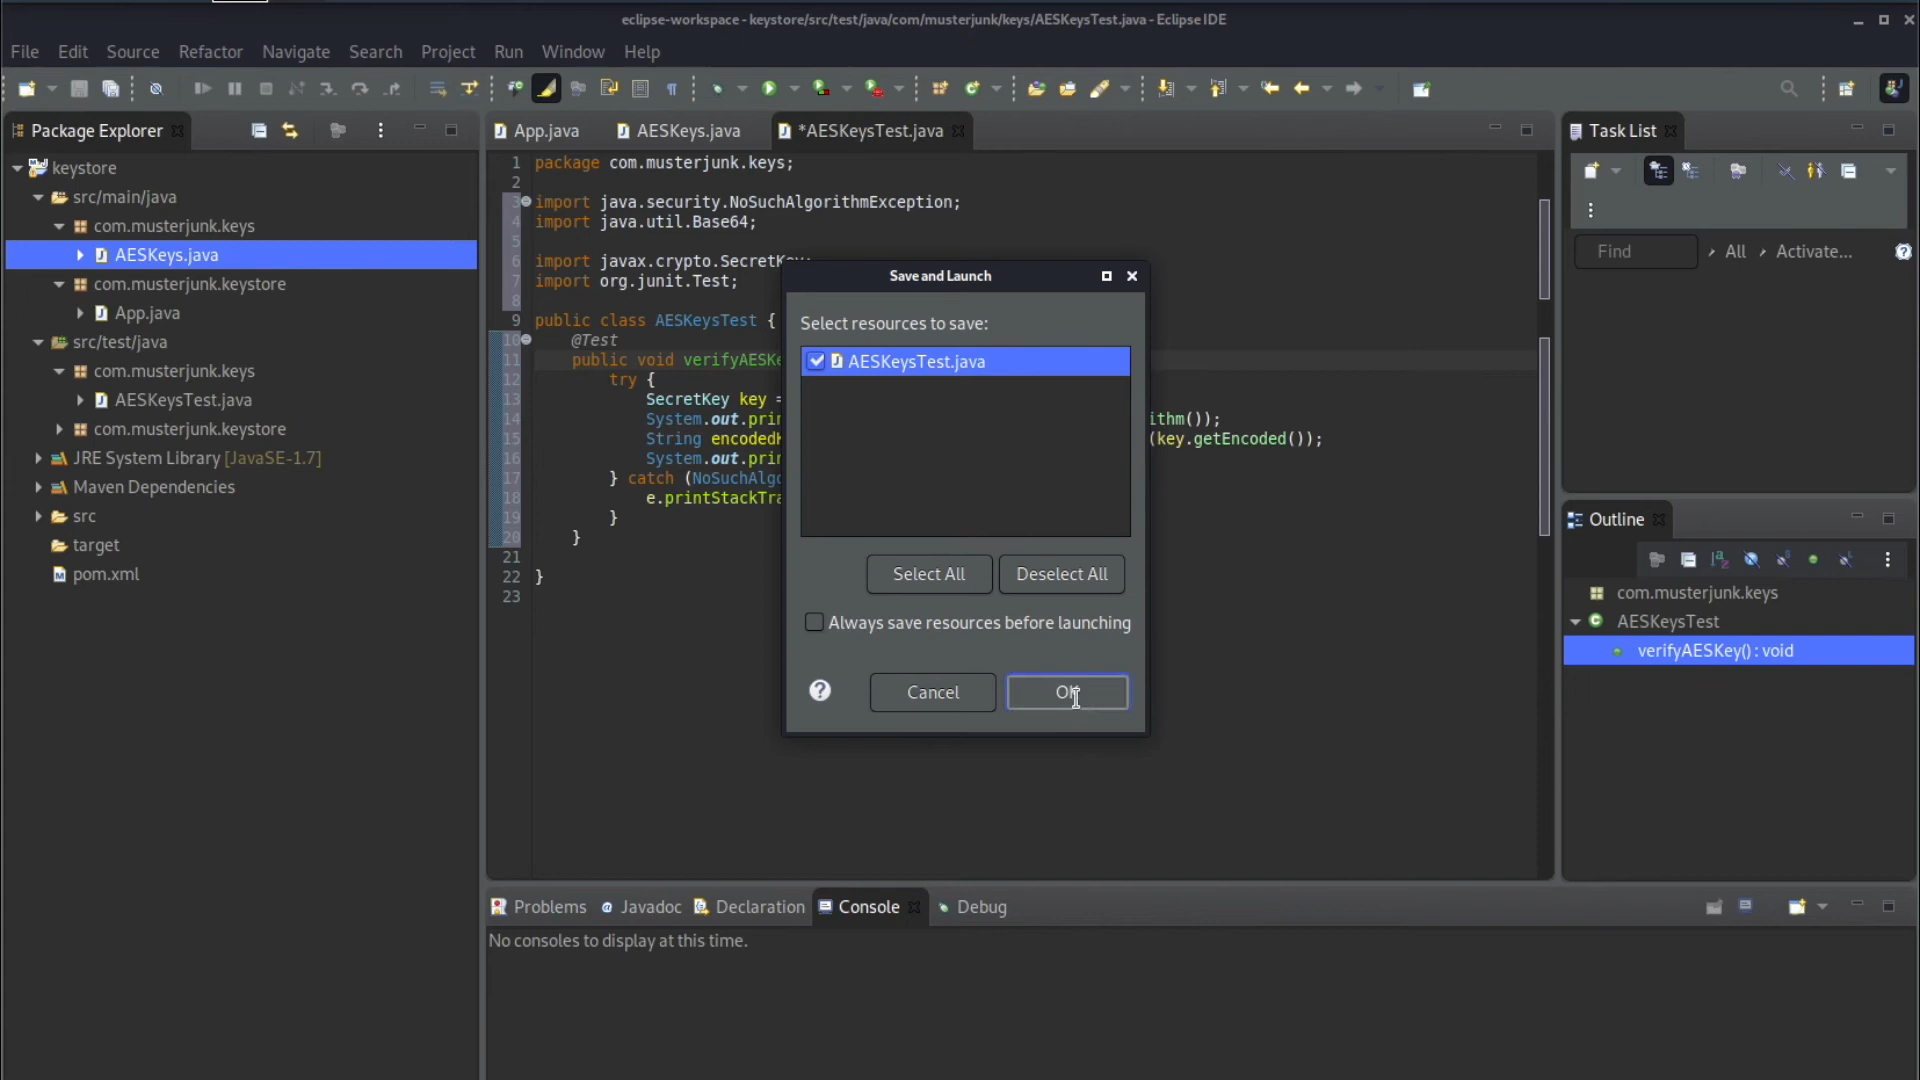 eclipse-workspace - keystore/src/test/java/com/musterjunk/keys/AESKeysTest.java - Eclipse IDE
File Edit Source Refactor Navigate Search Project Run Window Help
Package Explorer
keystore
src/main/java
com.musterjunk.keys
AESKeys.java
com.musterjunk.keystore
App.java
src/test/java
com.musterjunk.keys
AESKeysTest.java
com.musterjunk.keystore
JRE System Library [JavaSE-1.7]
Maven Dependencies
src
target
pom.xml
App.java AESKeys.java *AESKeysTest.java
1 package com.musterjunk.keys;
2
3 import java.security.NoSuchAlgorithmException;
4 import java.util.Base64;
5
6 import javax.crypto.SecretKey;
7 import org.junit.Test;
8
9 public class AESKeysTest {
10 @Test
11 public void verifyAESKe
12 try {
13 SecretKey key =
14 System.out.prin ithm());
15 String encodedK (key.getEncoded());
16 System.out.prin
17 } catch (NoSuchAlgo
18 e.printStackTra
19 }
20 }
21
22 }
23
Save and Launch
Select resources to save:
AESKeysTest.java
Select All Deselect All
Always save resources before launching
Cancel OK
Task List
Find All Activate...
Outline
com.musterjunk.keys
AESKeysTest
verifyAESKey() : void
Problems Javadoc Declaration Console Debug
No consoles to display at this time.